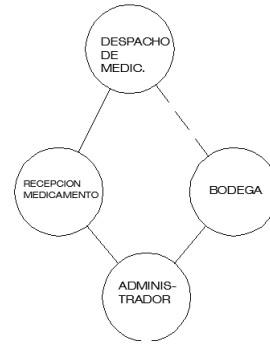 DESPACHO
DE
MEDIC.
RECEPCION
MEDICAMENTO
BODEGA
ADMINIS-
TRADOR